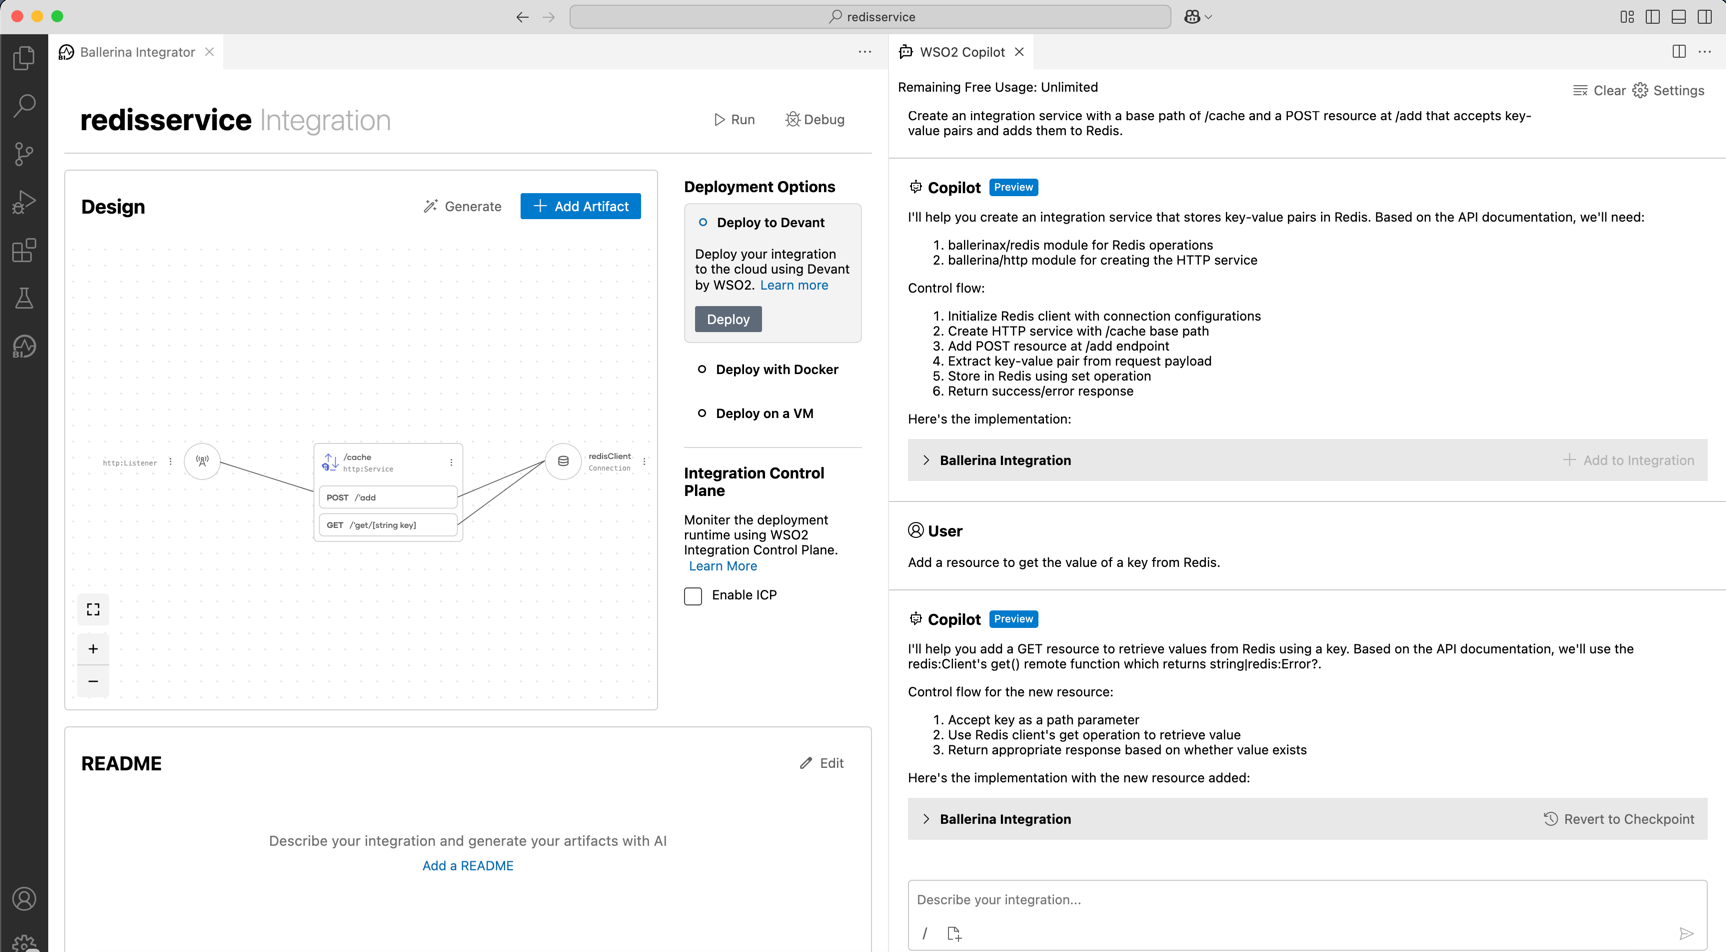 redisservice
Ballerina Integrator
redisservice Integration
Run
Debug
Design
Generate
Add Artifact
http:Listener
/cache
http:Service
POST /'add
GET /'get/[string key]
redisClient
Connection
Deployment Options
Deploy to Devant
Deploy your integration
to the cloud using Devant
by WSO2. Learn more
Deploy
Deploy with Docker
Deploy on a VM
Integration Control
Plane
Moniter the deployment
runtime using WSO2
Integration Control Plane.
Learn More
Enable ICP
README
Edit
Describe your integration and generate your artifacts with AI
Add a README
BI
WSO2 Copilot
Remaining Free Usage: Unlimited
Clear
Settings
Create an integration service with a base path of /cache and a POST resource at /add that accepts key-
value pairs and adds them to Redis.
Copilot Preview
I'll help you create an integration service that stores key-value pairs in Redis. Based on the API documentation, we'll need:
1. ballerinax/redis module for Redis operations
2. ballerina/http module for creating the HTTP service
Control flow:
1. Initialize Redis client with connection configurations
2. Create HTTP service with /cache base path
3. Add POST resource at /add endpoint
4. Extract key-value pair from request payload
5. Store in Redis using set operation
6. Return success/error response
Here's the implementation:
Ballerina Integration
+ Add to Integration
User
Add a resource to get the value of a key from Redis.
Copilot Preview
I'll help you add a GET resource to retrieve values from Redis using a key. Based on the API documentation, we'll use the
redis:Client's get() remote function which returns string|redis:Error?.
Control flow for the new resource:
1. Accept key as a path parameter
2. Use Redis client's get operation to retrieve value
3. Return appropriate response based on whether value exists
Here's the implementation with the new resource added:
Ballerina Integration
Revert to Checkpoint
Describe your integration...
/